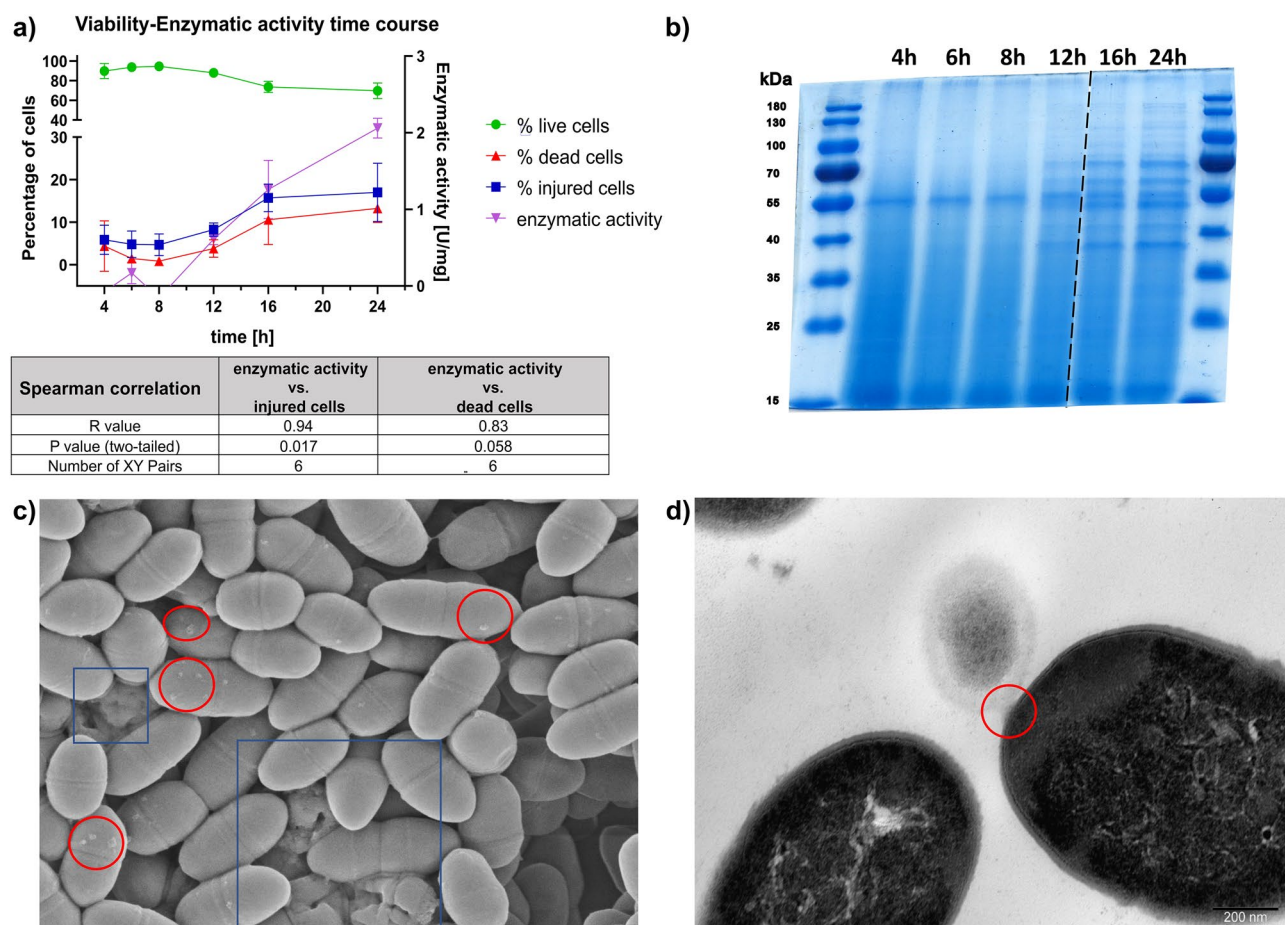 a)
Viability-Enzymatic activity time course
100
80
60
40
30
20
10
0
Percentage of cells
3
2
1
0
Enzymatic activity [U/mg]
4
8
12
16
20
24
time [h]
% live cells
% dead cells
% injured cells
enzymatic activity
Spearman correlation
enzymatic activity
vs.
injured cells
enzymatic activity
vs.
dead cells
R value 0.94 0.83
P value (two-tailed) 0.017 0.058
Number of XY Pairs 6 6
b)
4h 6h 8h 12h 16h 24h
kDa
180
130
100
70
55
40
35
25
15
c)
d)
200 nm